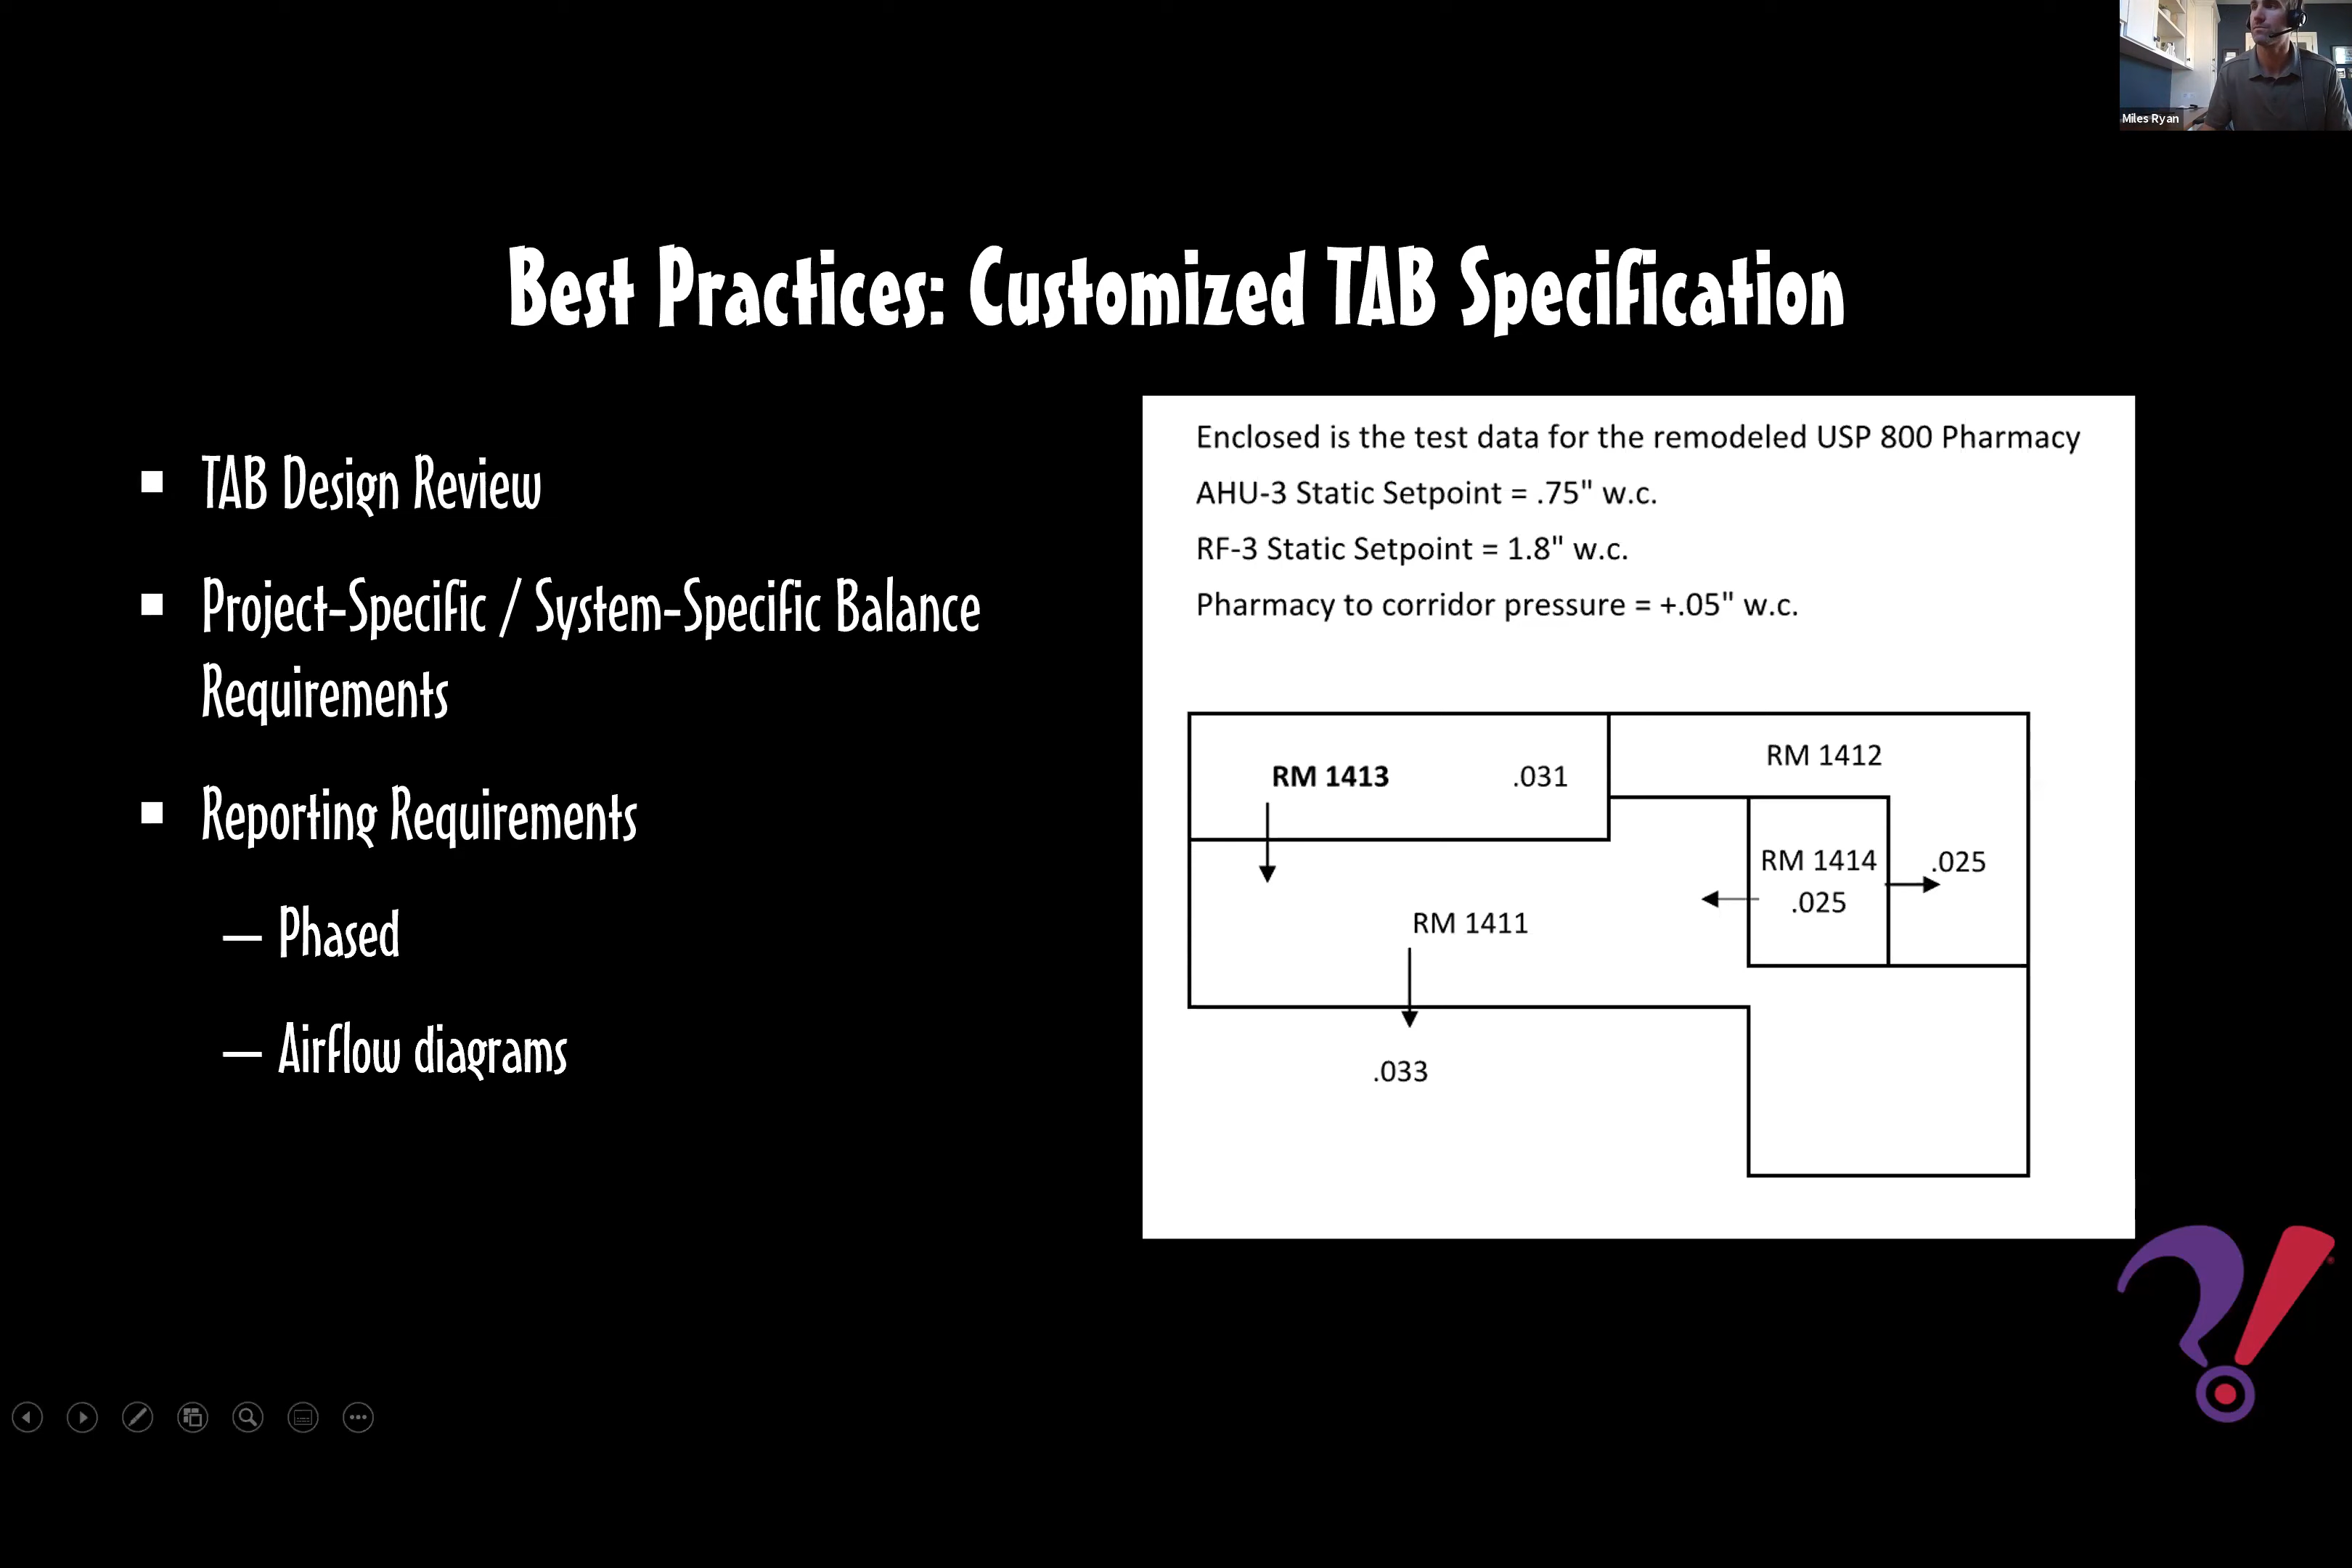 Miles Ryan
Best Practices: Customized TAB Specification
TAB Design Review
Project-Specific / System-Specific Balance
Requirements
Reporting Requirements
– Phased
– Airflow diagrams
Enclosed is the test data for the remodeled USP 800 Pharmacy
AHU-3 Static Setpoint = .75" w.c.
RF-3 Static Setpoint = 1.8" w.c.
Pharmacy to corridor pressure = +.05" w.c.
RM 1412
RM 1413 .031
RM 1414 .025
.025
RM 1411
.033